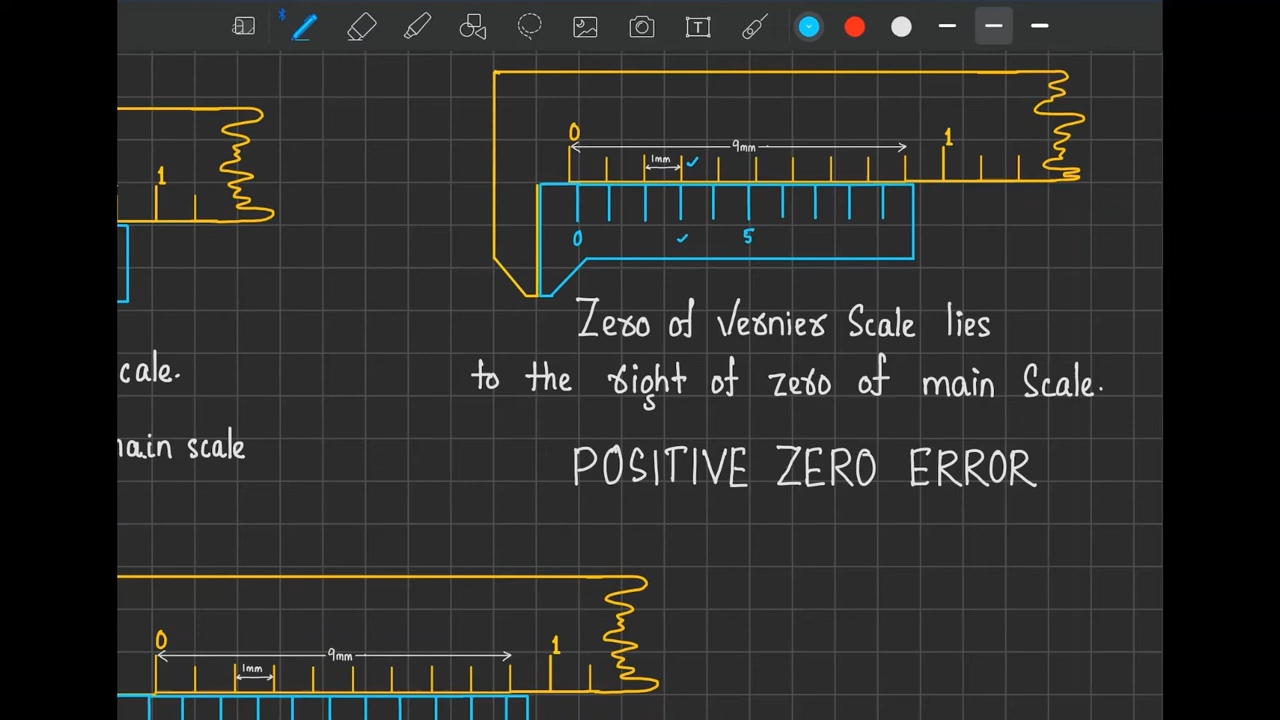 T
0
9mm
1
1mm
1
0 5
Zero of Vernier Scale lies
cale.
to the right of zero of main Scale.
main scale
POSITIVE ZERO ERROR
0
9mm
1
1mm